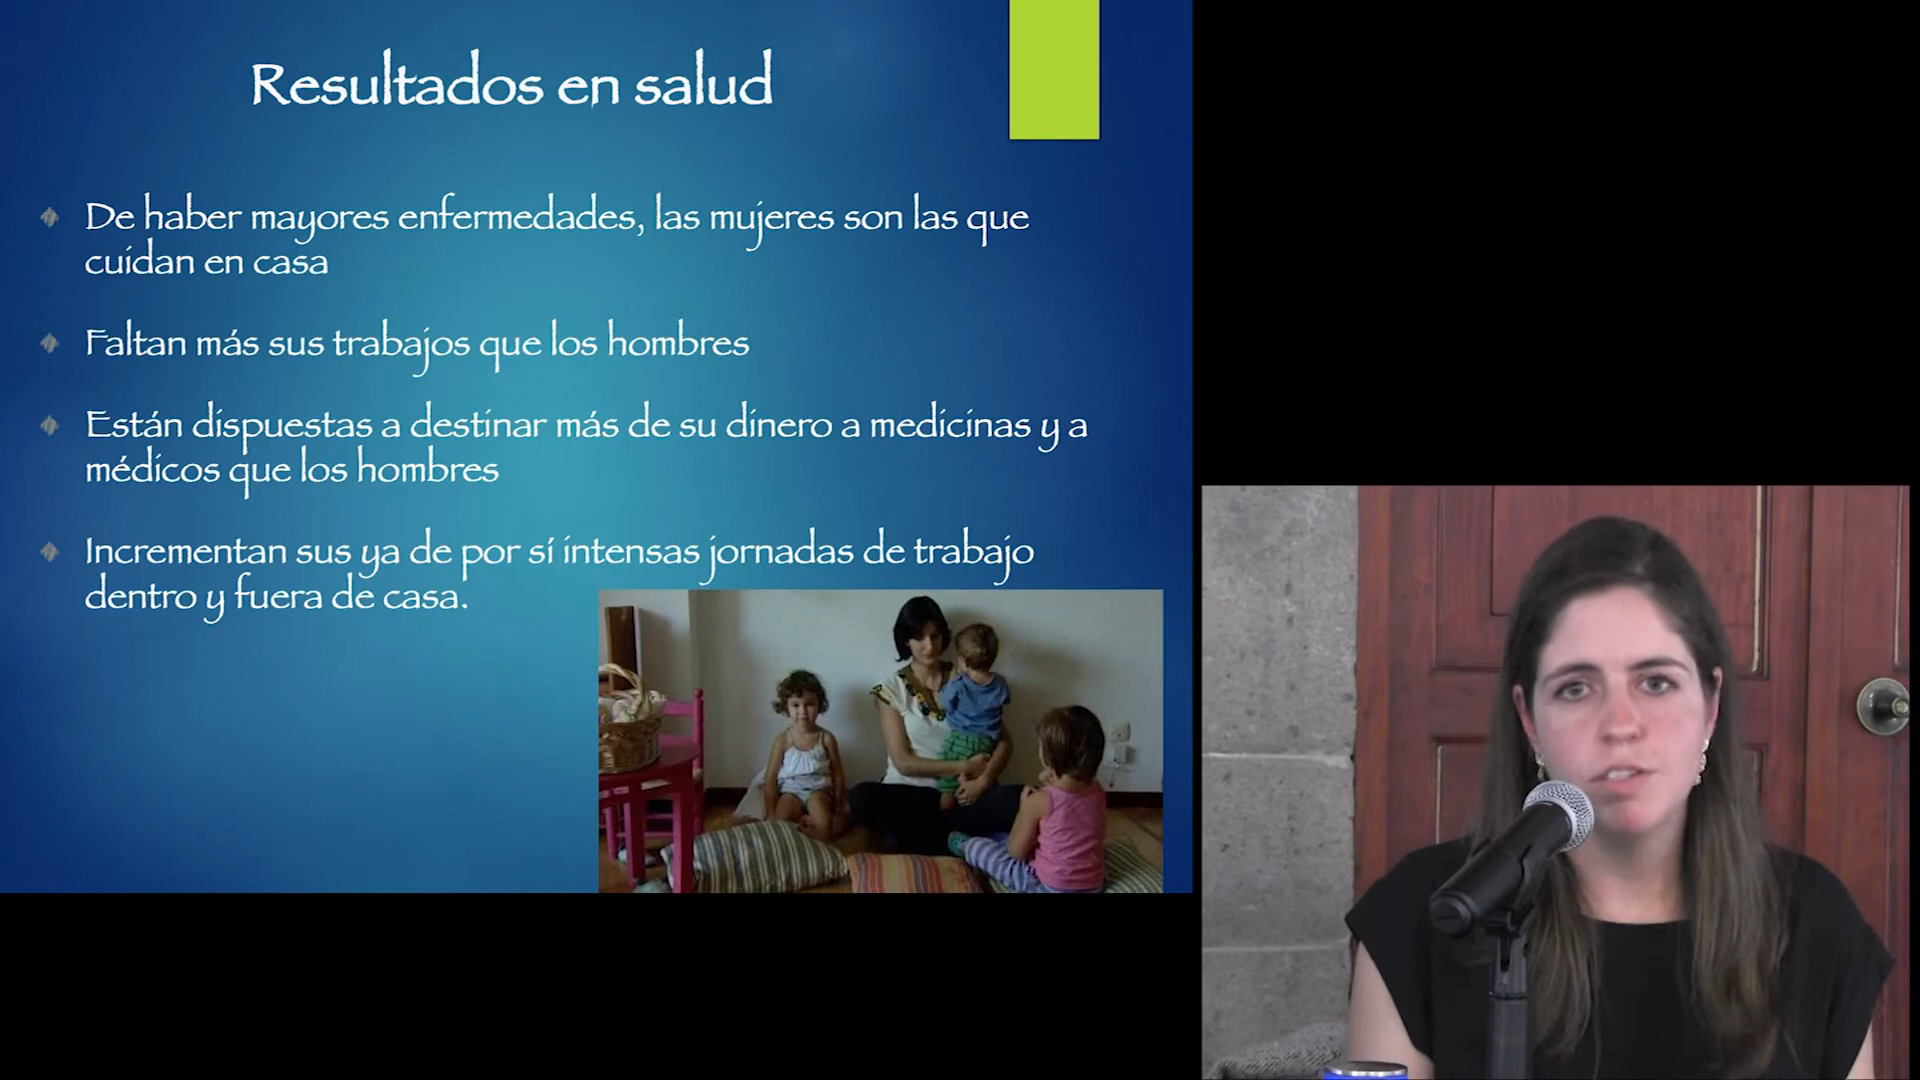 Resultados en salud
De haber mayores enfermedades, las mujeres son las que
cuidan en casa
Faltan más sus trabajos que los hombres
Están dispuestas a destinar más de su dinero a medicinas y a
médicos que los hombres
Incrementan sus ya de por sí intensas jornadas de trabajo
dentro y fuera de casa.